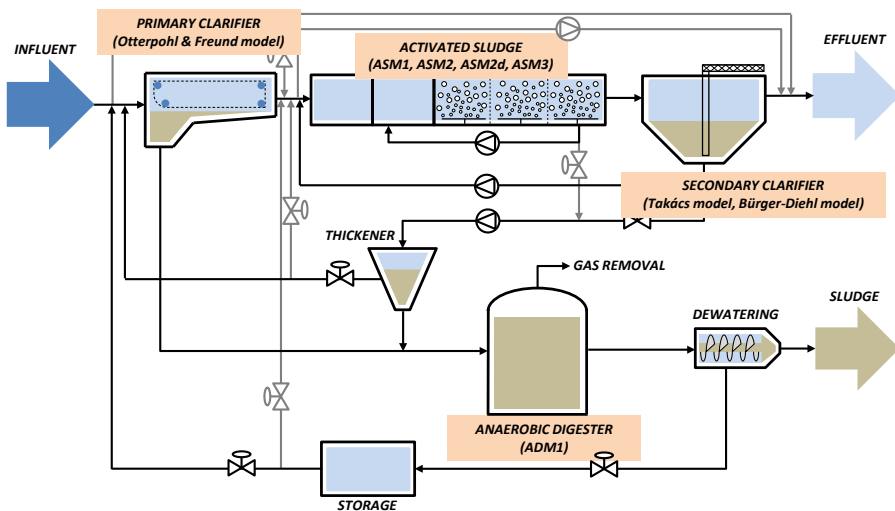 PRIMARY CLARIFIER
(Otterpohl & Freund model)
INFLUENT
ACTIVATED SLUDGE
(ASM1, ASM2, ASM2d, ASM3)
EFFLUENT
SECONDARY CLARIFIER
(Takács model, Bürger-Diehl model)
THICKENER
GAS REMOVAL
DEWATERING
SLUDGE
ANAEROBIC DIGESTER
(ADM1)
STORAGE